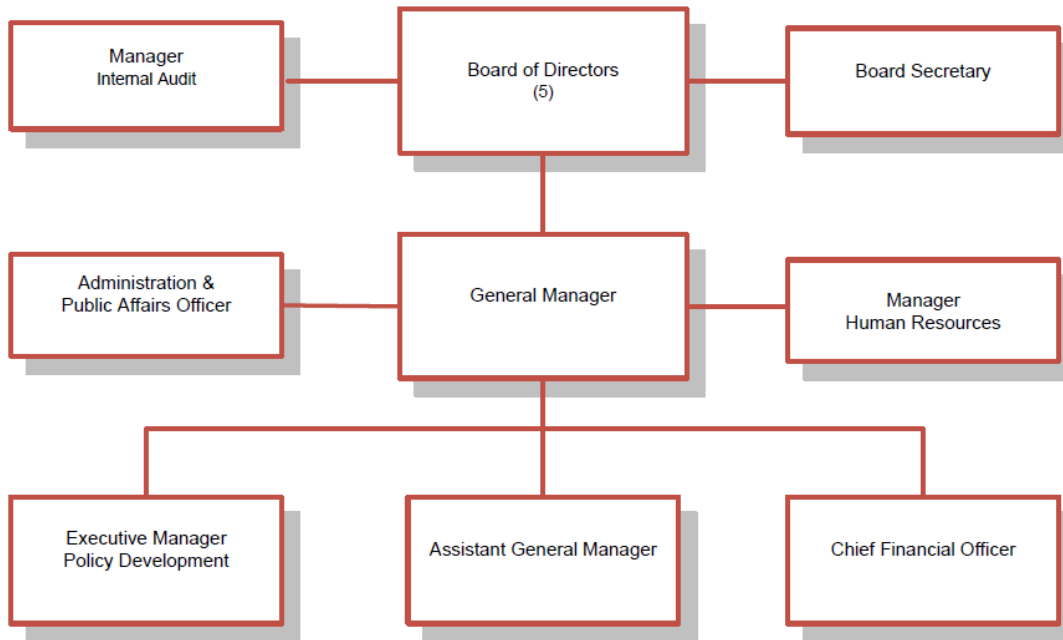 Manager
Internal Audit
Board of Directors
(5)
Board Secretary
Administration &
Public Affairs Officer
General Manager
Manager
Human Resources
Executive Manager
Policy Development
Assistant General Manager
Chief Financial Officer